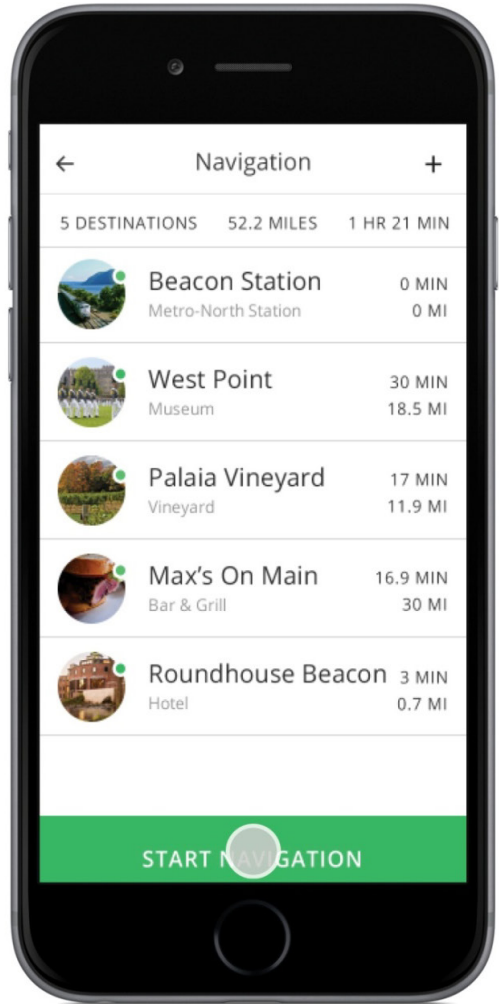 Navigation
5 DESTINATIONS 52.2 MILES 1 HR 21 MIN
Beacon Station 0 MIN
Metro-North Station 0 MI
West Point 30 MIN
Museum 18.5 MI
Palaia Vineyard 17 MIN
Vineyard 11.9 MI
Max's On Main 16.9 MIN
Bar & Grill 30 MI
Roundhouse Beacon 3 MIN
Hotel 0.7 MI
START NAVIGATION